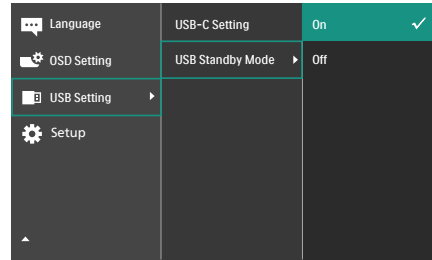 Language
OSD Setting
USB Setting
Setup
USB-C Setting
USB Standby Mode
On
Off